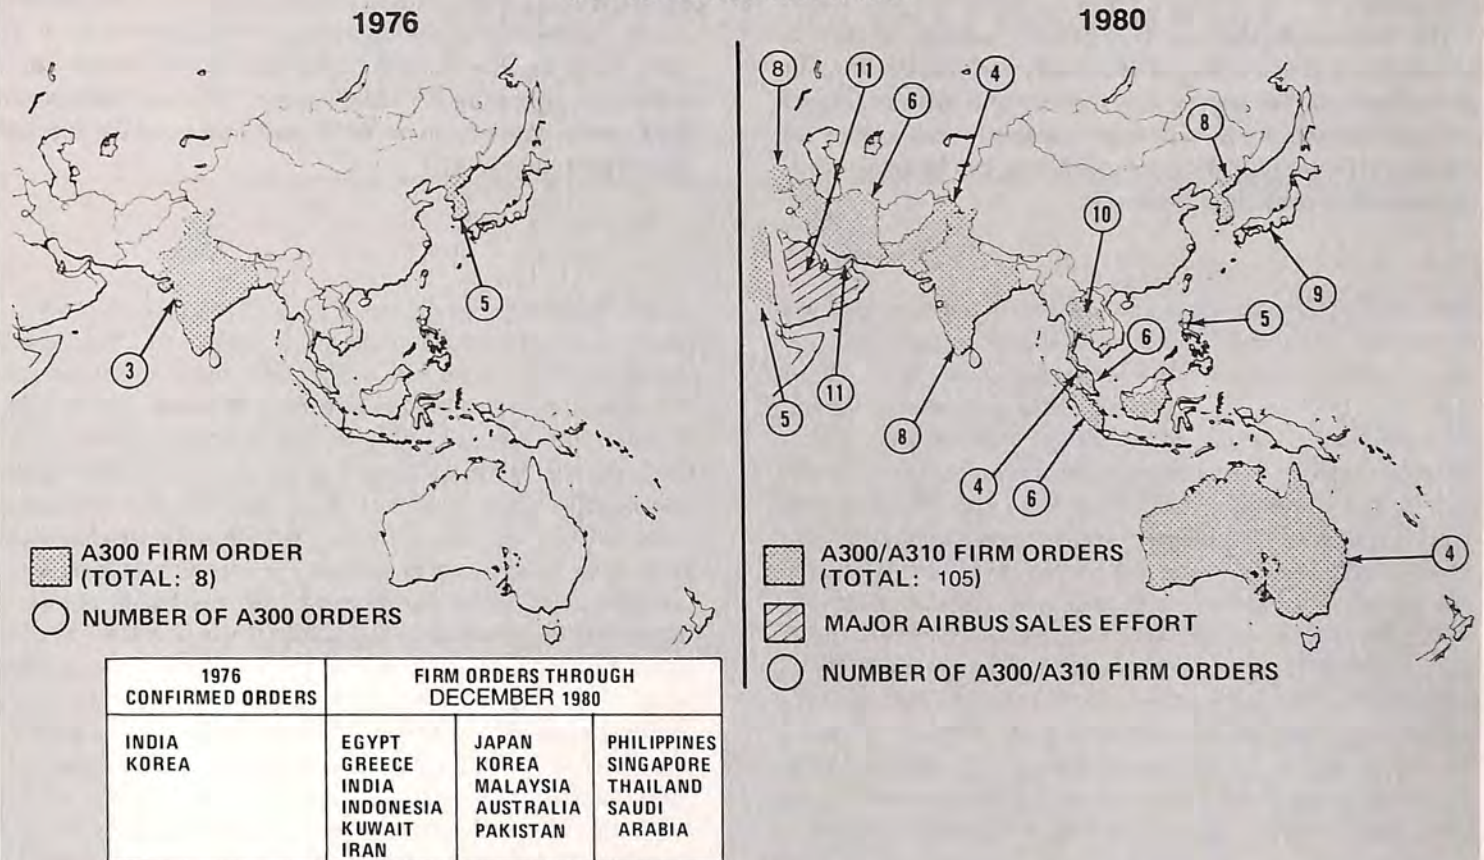 1976
5
3
A300 FIRM ORDER
(TOTAL: 8)
NUMBER OF A300 ORDERS
1980
8
11
6
4
8
10
9
5
6
5
11
8
4
6
4
A300/A310 FIRM ORDERS
(TOTAL: 105)
MAJOR AIRBUS SALES EFFORT
NUMBER OF A300/A310 FIRM ORDERS
1976
CONFIRMED ORDERS
FIRM ORDERS THROUGH
DECEMBER 1980
INDIA
KOREA
EGYPT
GREECE
INDIA
INDONESIA
KUWAIT
IRAN
JAPAN
KOREA
MALAYSIA
AUSTRALIA
PAKISTAN
PHILIPPINES
SINGAPORE
THAILAND
SAUDI
ARABIA